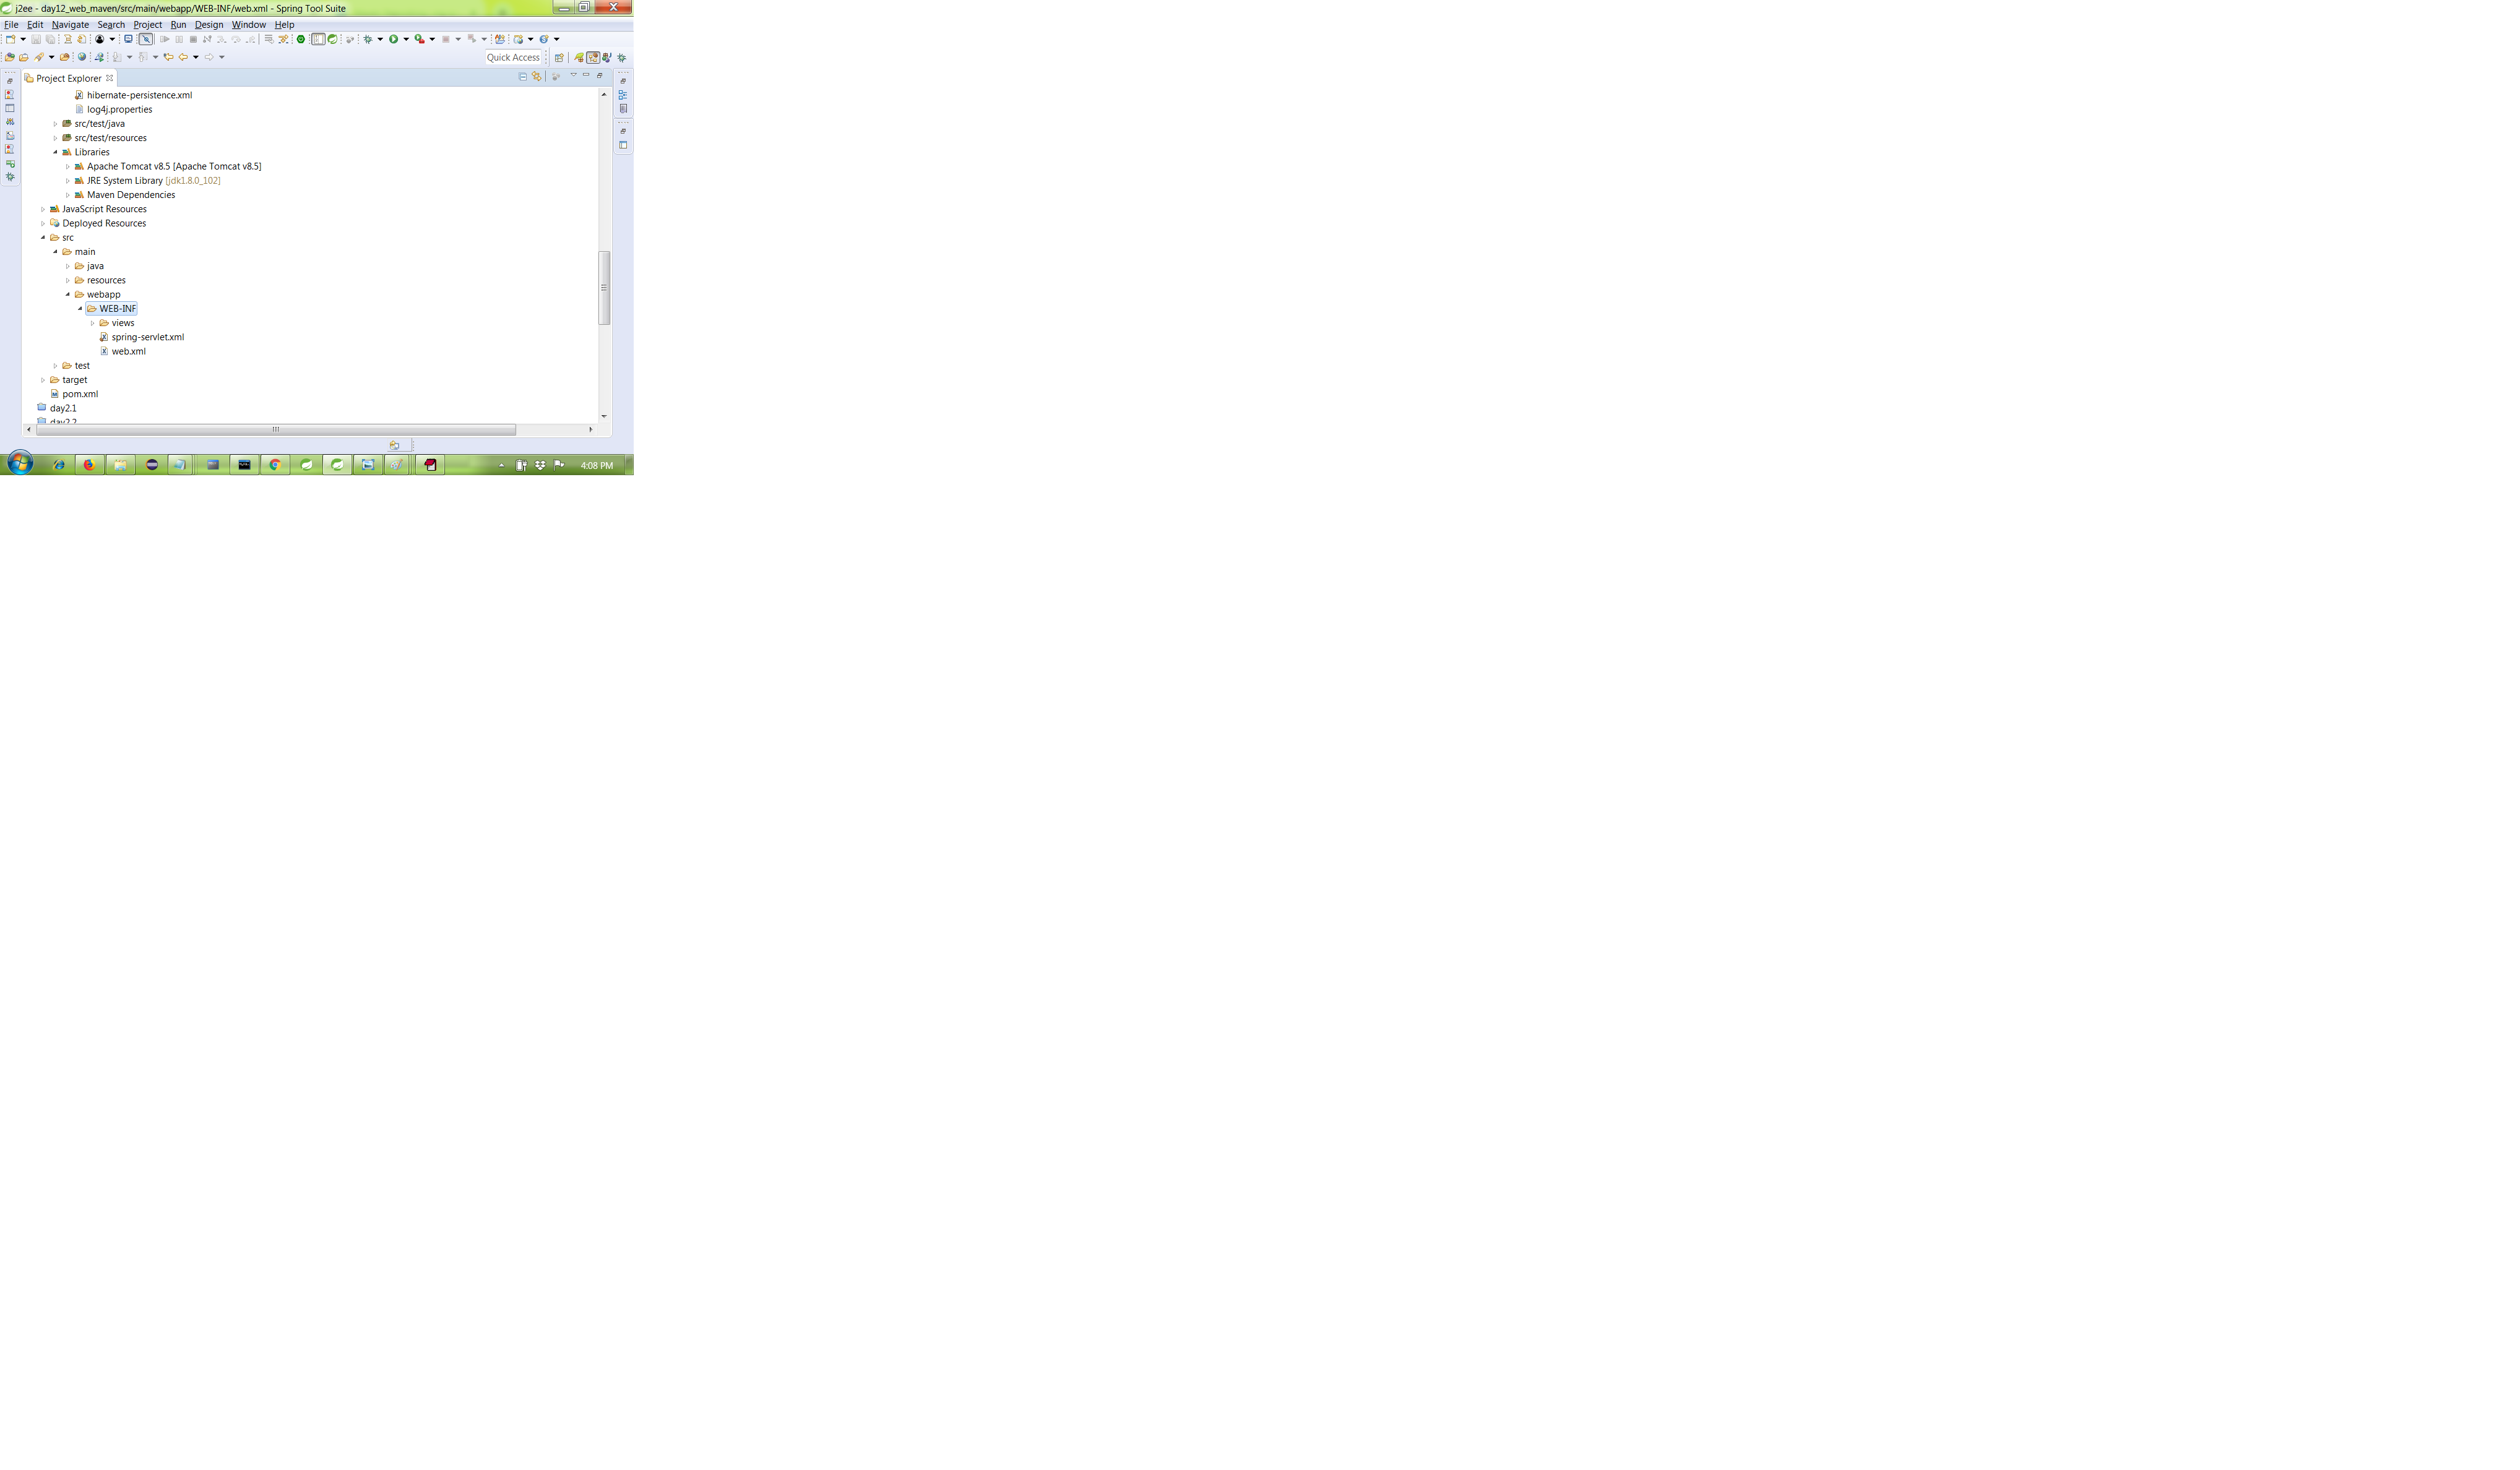 j2ee - day12_web_maven/src/main/webapp/WEB-INF/web.xml - Spring Tool Suite
File Edit Navigate Search Project Run Design Window Help
Quick Access
Project Explorer
hibernate-persistence.xml
log4j.properties
src/test/java
src/test/resources
Libraries
Apache Tomcat v8.5 [Apache Tomcat v8.5]
JRE System Library [jdk1.8.0_102]
Maven Dependencies
JavaScript Resources
Deployed Resources
src
main
java
resources
webapp
WEB-INF
views
spring-servlet.xml
web.xml
test
target
pom.xml
day2.1
day2.2
4:08 PM